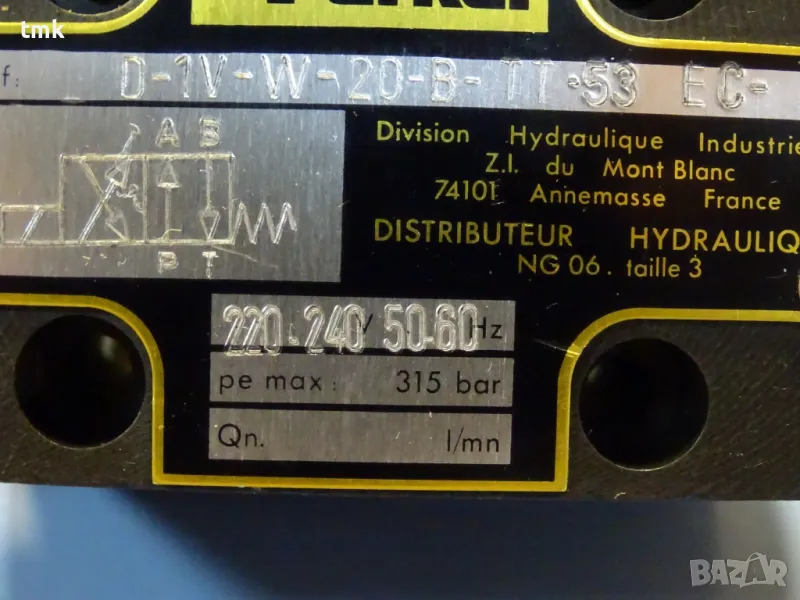 tmk
Parker
f: D-1V-W-20-B-TT-53 EC-
A B
P T
Division Hydraulique Industrie
Z.I. du Mont Blanc
74101 Annemasse France
DISTRIBUTEUR HYDRAULIQ
NG 06. taille 3
220-240 V 50-60 Hz
pe max: 315 bar
Qn. l/mn
BAZAR